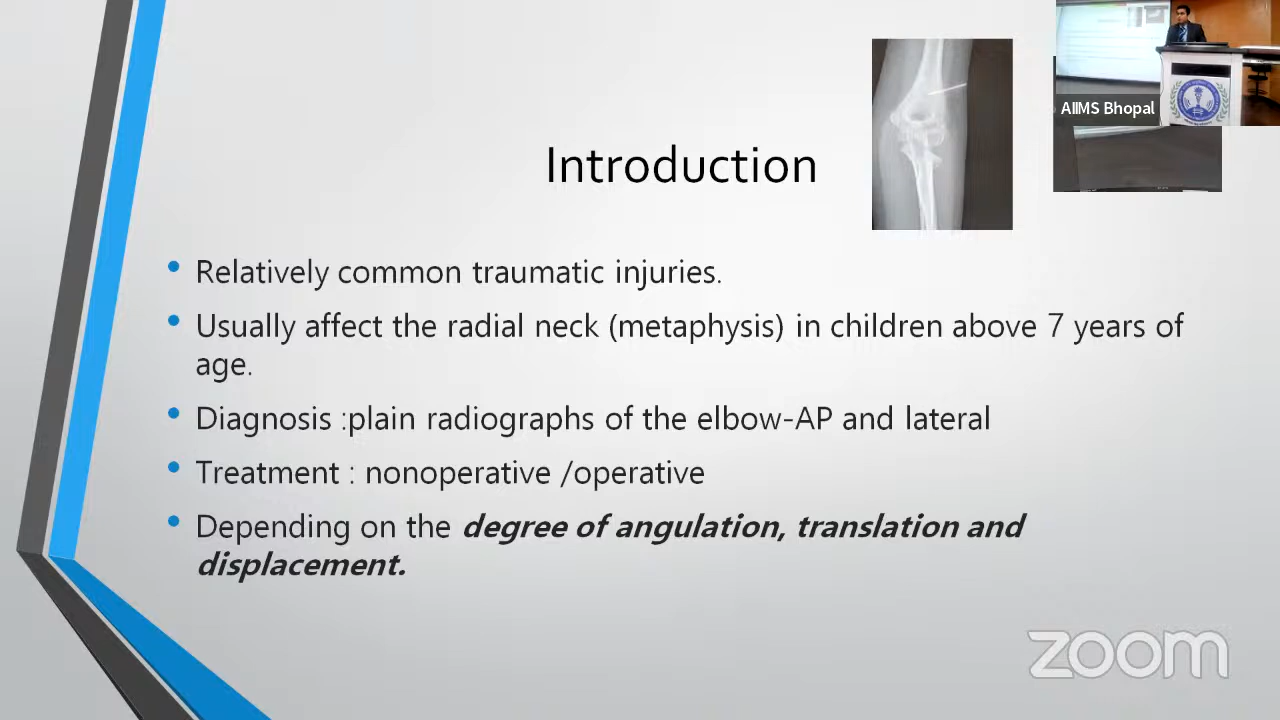 AIIMS Bhopal
Introduction
Relatively common traumatic injuries.
Usually affect the radial neck (metaphysis) in children above 7 years of
age.
Diagnosis :plain radiographs of the elbow-AP and lateral
Treatment : nonoperative /operative
Depending on the degree of angulation, translation and
displacement.
zoom